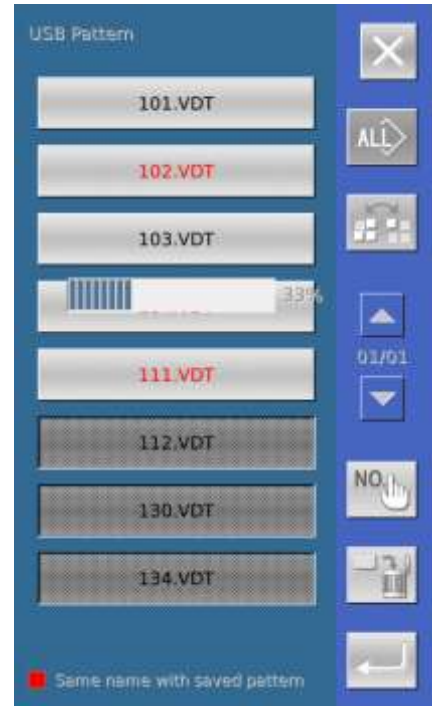 USB Pattern
101.VDT
ALL
102.VDT
103.VDT
33%
01/01
111.VDT
112.VDT
NO.
130.VDT
134.VDT
Same name with saved pattern